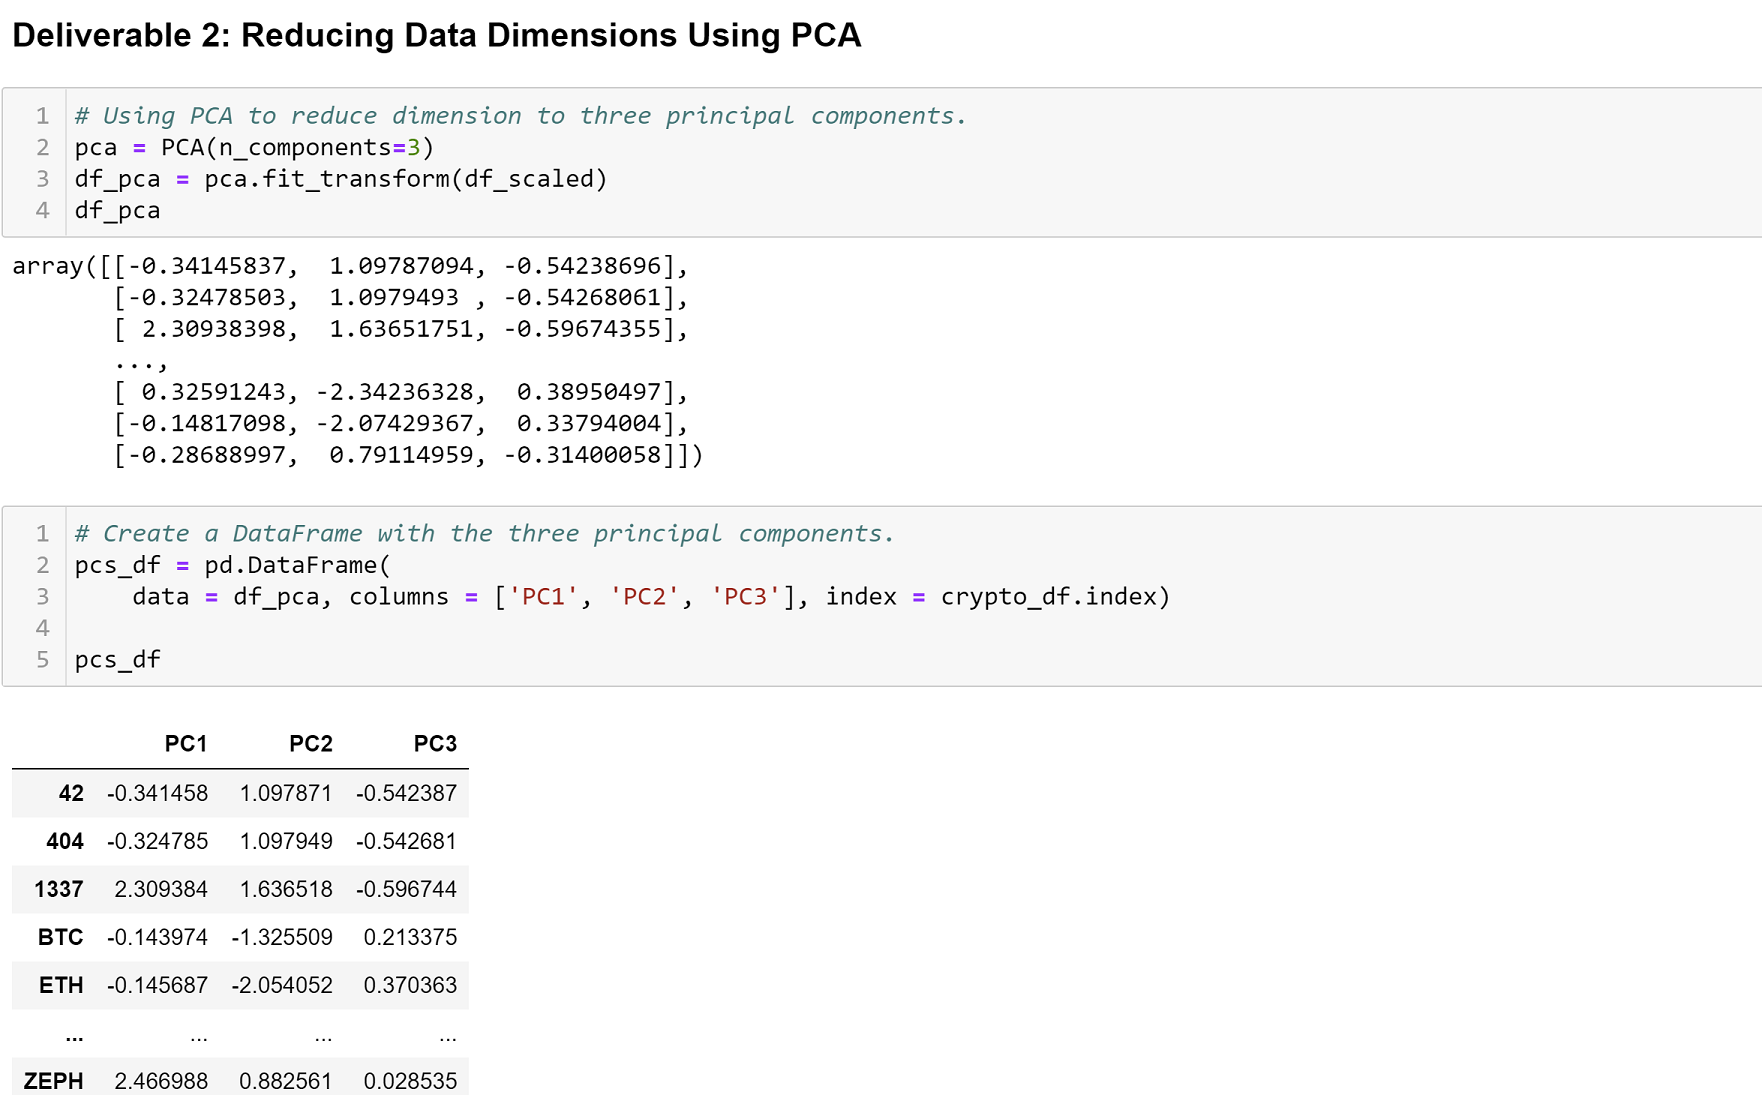 Deliverable 2: Reducing Data Dimensions Using PCA
1 # Using PCA to reduce dimension to three principal components.
2 pca = PCA(n_components=3)
3 df_pca = pca.fit_transform(df_scaled)
4 df_pca
array([[-0.34145837,  1.09787094, -0.54238696],
       [-0.32478503,  1.0979493 , -0.54268061],
       [ 2.30938398,  1.63651751, -0.59674355],
       ...,
       [ 0.32591243, -2.34236328,  0.38950497],
       [-0.14817098, -2.07429367,  0.33794004],
       [-0.28688997,  0.79114959, -0.31400058]])
1 # Create a DataFrame with the three principal components.
2 pcs_df = pd.DataFrame(
3     data = df_pca, columns = ['PC1', 'PC2', 'PC3'], index = crypto_df.index)
4
5 pcs_df
PC1 PC2 PC3
42 -0.341458 1.097871 -0.542387
404 -0.324785 1.097949 -0.542681
1337 2.309384 1.636518 -0.596744
BTC -0.143974 -1.325509 0.213375
ETH -0.145687 -2.054052 0.370363
... ... ... ...
ZEPH 2.466988 0.882561 0.028535